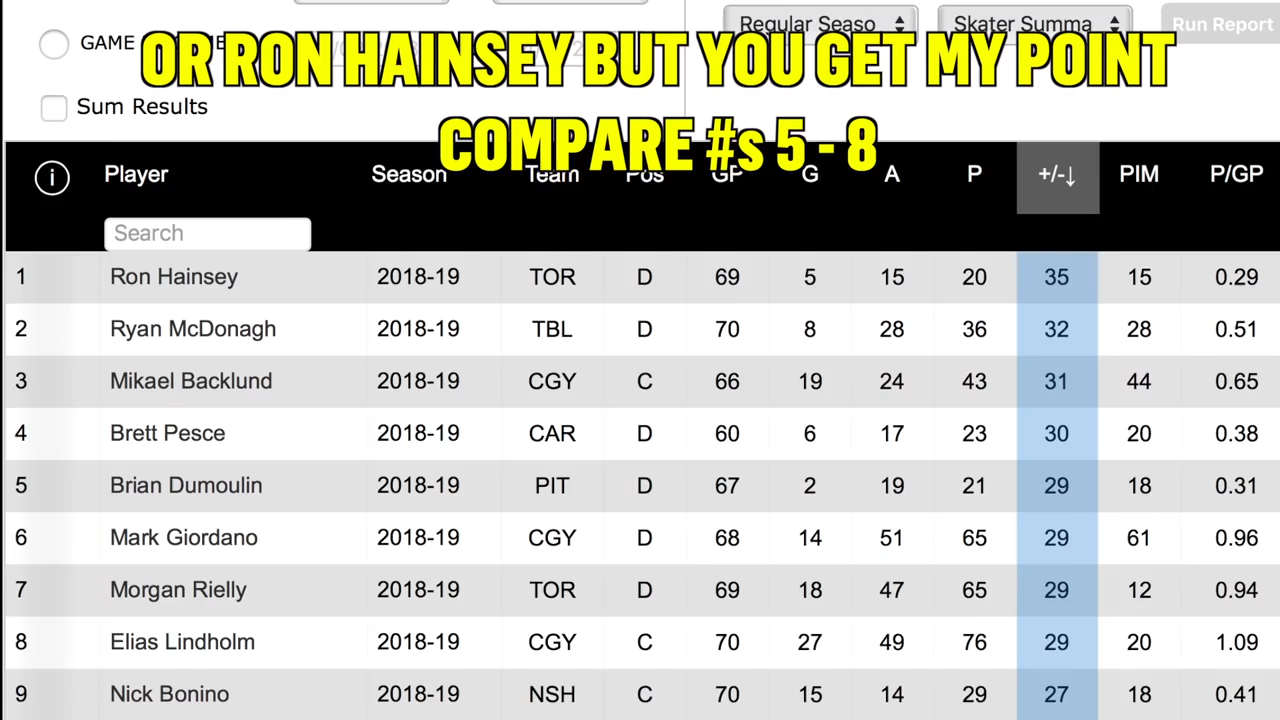 Regular Seaso
Skater Summa
Run Report
GAME
OR RON HAINSEY BUT YOU GET MY POINT
Sum Results
COMPARE #s 5 - 8
i Player Season Team Pos GP G A P +/-↓ PIM P/GP
Search
1 Ron Hainsey 2018-19 TOR D 69 5 15 20 35 15 0.29
2 Ryan McDonagh 2018-19 TBL D 70 8 28 36 32 28 0.51
3 Mikael Backlund 2018-19 CGY C 66 19 24 43 31 44 0.65
4 Brett Pesce 2018-19 CAR D 60 6 17 23 30 20 0.38
5 Brian Dumoulin 2018-19 PIT D 67 2 19 21 29 18 0.31
6 Mark Giordano 2018-19 CGY D 68 14 51 65 29 61 0.96
7 Morgan Rielly 2018-19 TOR D 69 18 47 65 29 12 0.94
8 Elias Lindholm 2018-19 CGY C 70 27 49 76 29 20 1.09
9 Nick Bonino 2018-19 NSH C 70 15 14 29 27 18 0.41